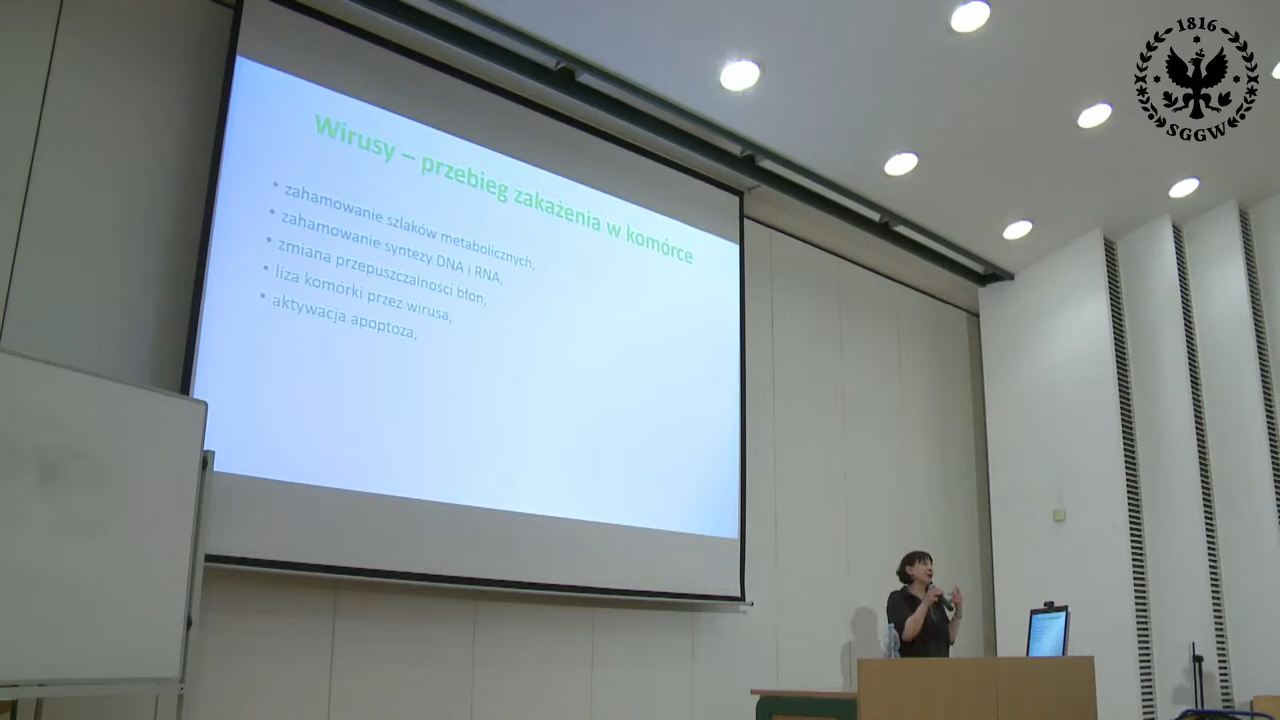 1816
SGGW
Wirusy – przebieg zakażenia w komórce
• zahamowanie szlaków metabolicznych,
• zahamowanie syntezy DNA i RNA,
• zmiana przepuszczalności błon,
• liza komórki przez wirusa,
• aktywacja apoptoza,